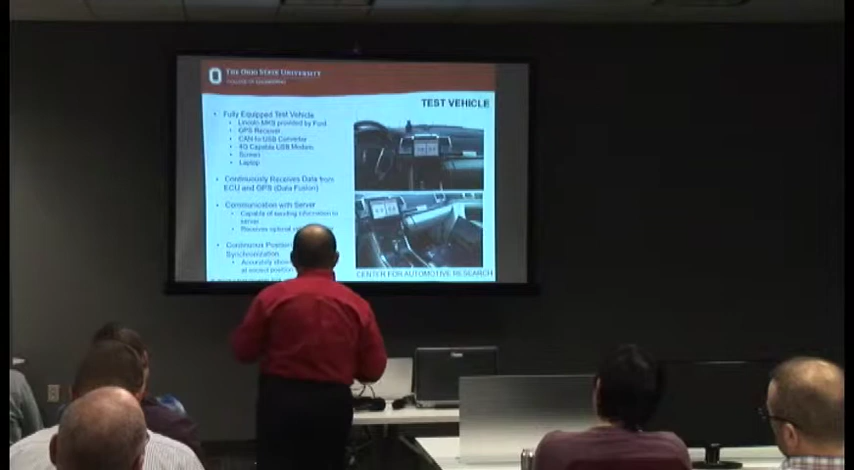 THE OHIO STATE UNIVERSITY
COLLEGE OF ENGINEERING
TEST VEHICLE
Fully Equipped Test Vehicle
Lincoln MKS provided by Ford
GPS Receiver
CAN to USB Converter
4G Capable USB Modem
Screen
Laptop
Continuously Receives Data from
ECU and GPS (Data Fusion)
Communication with Server
Capable of sending information to
server
Receives optimal
Continuous Position
Synchronization
Accurately
at
CENTER FOR AUTOMOTIVE RESEARCH